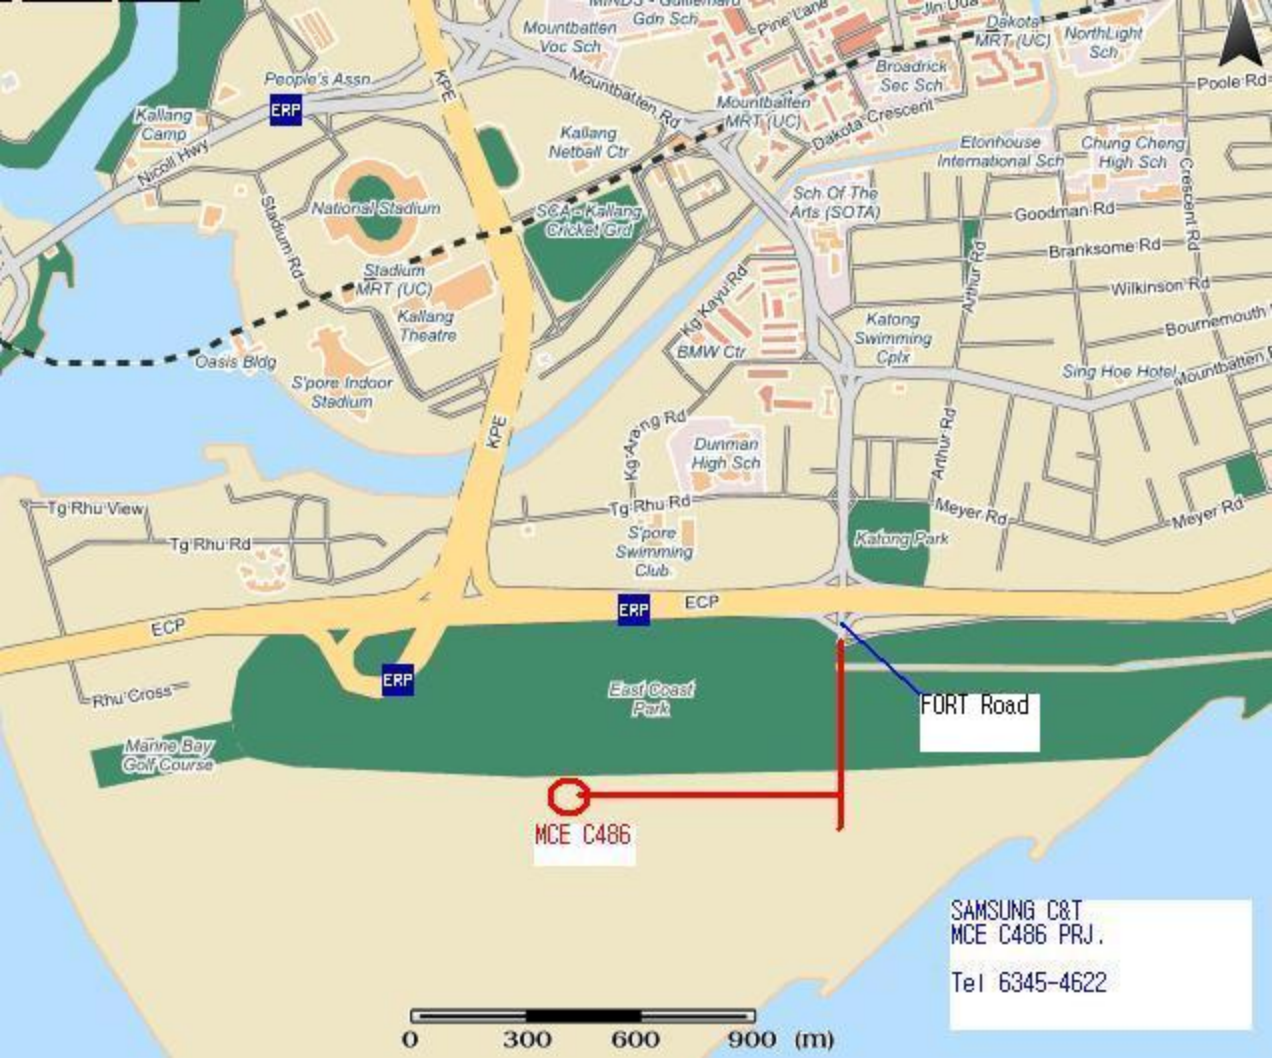 MINDS - Guillemard
Gdn Sch
Pine Lane
Jln Uda
Dakota
MRT (UC)
NorthLight
Sch
Mountbatten
Voc Sch
People's Assn
KPE
Mountbatten Rd
Broadrick
Sec Sch
Poole Rd
ERP
Kallang
Camp
Mountbatten
MRT (UC)
Dakota Crescent
Kallang
Netball Ctr
Etonhouse
International Sch
Chung Cheng
High Sch
Nicoll Hwy
Crescent Rd
National Stadium
Stadium Rd
SCA - Kallang
Cricket Grd
Sch Of The
Arts (SOTA)
Goodman Rd
Branksome Rd
Arthur Rd
Stadium
MRT (UC)
Wilkinson Rd
Kg Kayu Rd
Kallang
Theatre
Katong
Swimming
Cplx
Bournemouth
BMW Ctr
Oasis Bldg
Sing Hoe Hotel
Mountbatten
S'pore Indoor
Stadium
KPE
Kg Arang Rd
Arthur Rd
Dunman
High Sch
Tg Rhu View
Tg Rhu Rd
Meyer Rd
Meyer Rd
Tg Rhu Rd
S'pore
Swimming
Club
Katong Park
ECP
ERP
ECP
ERP
Rhu Cross
East Coast
Park
FORT Road
Marine Bay
Golf Course
MCE C486
SAMSUNG C&T
MCE C486 PRJ.
Tel 6345-4622
0 300 600 900 (m)